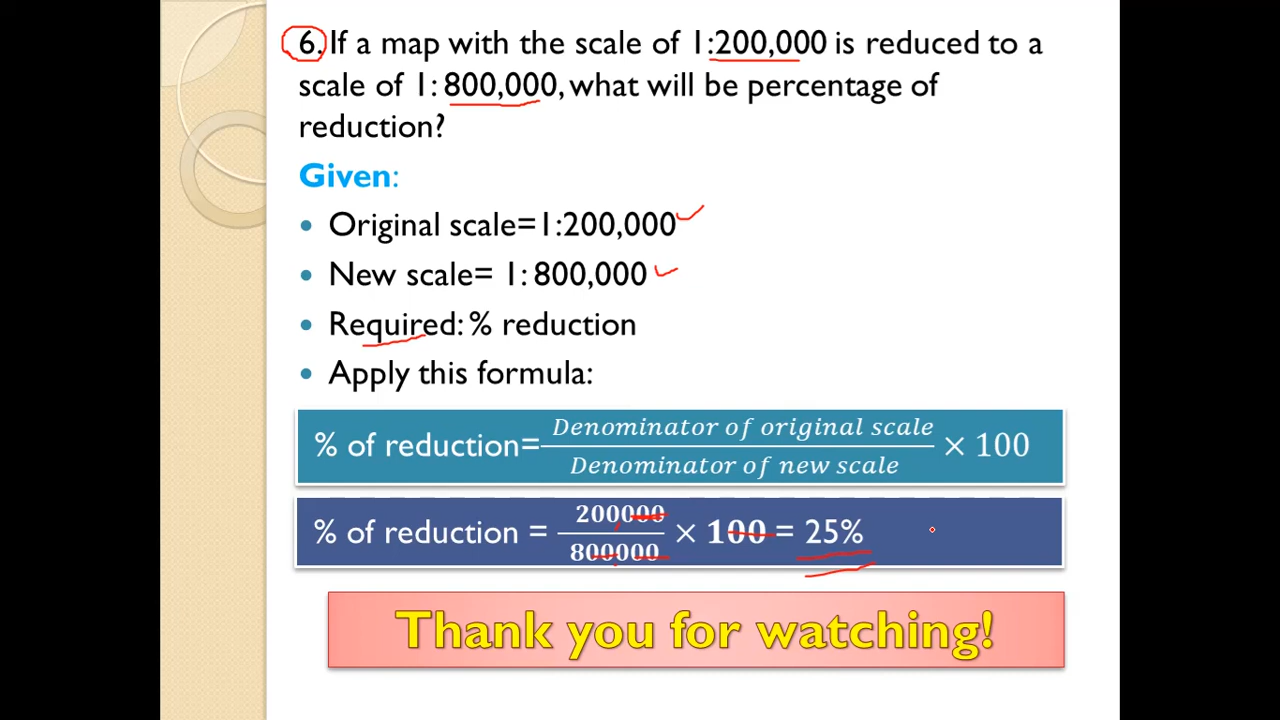 6. If a map with the scale of 1:200,000 is reduced to a
scale of 1: 800,000, what will be percentage of
reduction?
Given:
• Original scale=1:200,000
• New scale= 1: 800,000
• Required: % reduction
• Apply this formula:
% of reduction= Denominator of original scale / Denominator of new scale × 100
% of reduction = 200000 / 800000 × 100 = 25%
Thank you for watching!